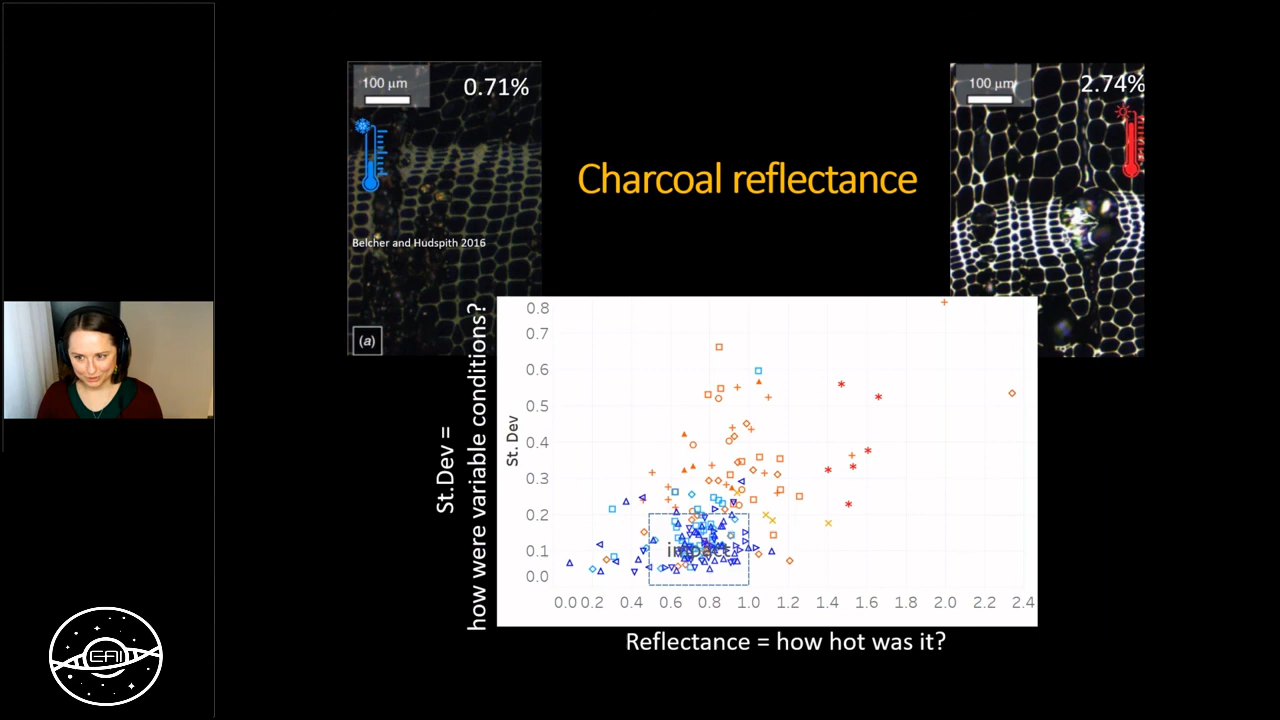 100 µm
0.71%
100 µm
2.74%
Charcoal reflectance
Belcher and Hudspith 2016
(a)
St.Dev =
how were variable conditions?
St. Dev
0.8
0.7
0.6
0.5
0.4
0.3
0.2
0.1
0.0
impact
0.0 0.2 0.4 0.6 0.8 1.0 1.2 1.4 1.6 1.8 2.0 2.2 2.4
Reflectance = how hot was it?
EAI